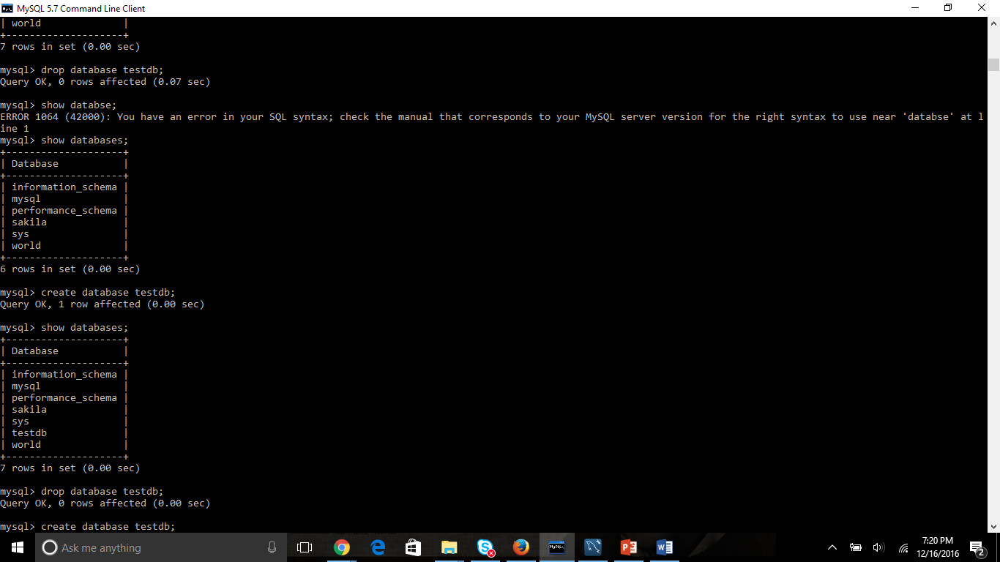 MySQL 5.7 Command Line Client
| world              |
+--------------------+
7 rows in set (0.00 sec)
mysql> drop database testdb;
Query OK, 0 rows affected (0.07 sec)
mysql> show databse;
ERROR 1064 (42000): You have an error in your SQL syntax; check the manual that corresponds to your MySQL server version for the right syntax to use near 'databse' at l
ine 1
mysql> show databases;
+--------------------+
| Database           |
+--------------------+
| information_schema |
| mysql              |
| performance_schema |
| sakila             |
| sys                |
| world              |
+--------------------+
6 rows in set (0.00 sec)
mysql> create database testdb;
Query OK, 1 row affected (0.00 sec)
mysql> show databases;
+--------------------+
| Database           |
+--------------------+
| information_schema |
| mysql              |
| performance_schema |
| sakila             |
| sys                |
| testdb             |
| world              |
+--------------------+
7 rows in set (0.00 sec)
mysql> drop database testdb;
Query OK, 0 rows affected (0.00 sec)
mysql> create database testdb;
Ask me anything
7:20 PM
12/16/2016
2